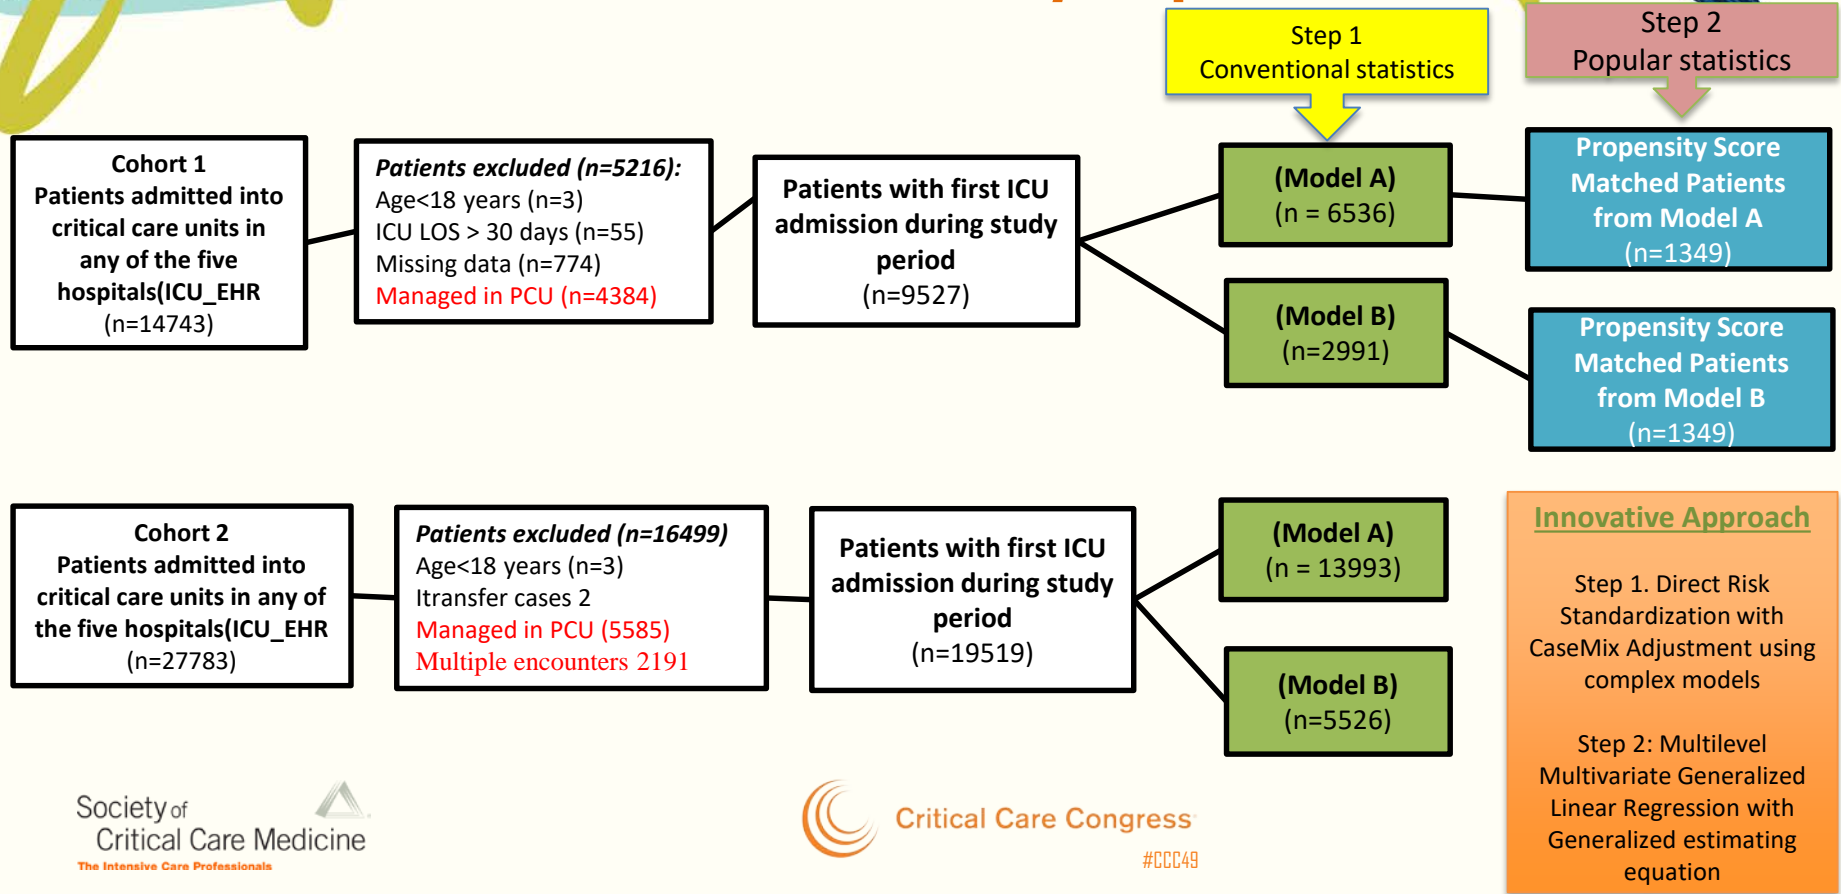 Step 1
Conventional statistics
Step 2
Popular statistics
Cohort 1
Patients admitted into
critical care units in
any of the five
hospitals(ICU_EHR
(n=14743)
Patients excluded (n=5216):
Age<18 years (n=3)
ICU LOS > 30 days (n=55)
Missing data (n=774)
Managed in PCU (n=4384)
Patients with first ICU
admission during study
period
(n=9527)
(Model A)
(n = 6536)
(Model B)
(n=2991)
Propensity Score
Matched Patients
from Model A
(n=1349)
Propensity Score
Matched Patients
from Model B
(n=1349)
Cohort 2
Patients admitted into
critical care units in any of
the five hospitals(ICU_EHR
(n=27783)
Patients excluded (n=16499)
Age<18 years (n=3)
Itransfer cases 2
Managed in PCU (5585)
Multiple encounters 2191
Patients with first ICU
admission during study
period
(n=19519)
(Model A)
(n = 13993)
(Model B)
(n=5526)
Innovative Approach
Step 1. Direct Risk
Standardization with
CaseMix Adjustment using
complex models
Step 2: Multilevel
Multivariate Generalized
Linear Regression with
Generalized estimating
equation
Society of
Critical Care Medicine
The Intensive Care Professionals
Critical Care Congress
#CCC49